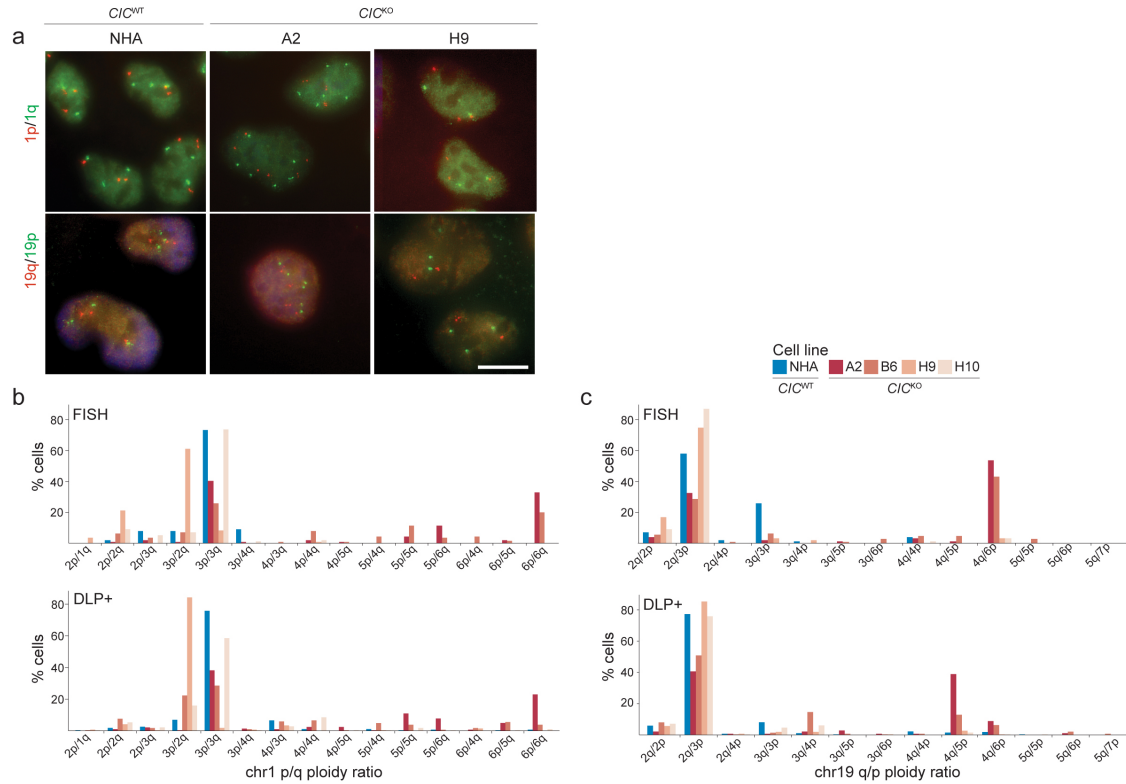 CICWT CICKO
a NHA A2 H9
1p/1q
19q/19p
Cell line
NHA A2 B6 H9 H10
CICWT CICKO
b c
FISH
% cells
80
60
40
20
2p/1q 2p/2q 2p/3q 3p/2q 3p/3q 3p/4q 4p/3q 4p/4q 4p/5q 5p/4q 5p/5q 5p/6q 6p/4q 6p/5q 6p/6q
FISH
% cells
80
60
40
20
2q/2p 2q/3p 2q/4p 3q/3p 3q/4p 3q/5p 3q/6p 4q/4p 4q/5p 4q/6p 5q/5p 5q/6p 5q/7p
DLP+
% cells
80
60
40
20
2p/1q 2p/2q 2p/3q 3p/2q 3p/3q 3p/4q 4p/3q 4p/4q 4p/5q 5p/4q 5p/5q 5p/6q 6p/4q 6p/5q 6p/6q
chr1 p/q ploidy ratio
DLP+
% cells
80
60
40
20
2q/2p 2q/3p 2q/4p 3q/3p 3q/4p 3q/5p 3q/6p 4q/4p 4q/5p 4q/6p 5q/5p 5q/6p 5q/7p
chr19 q/p ploidy ratio